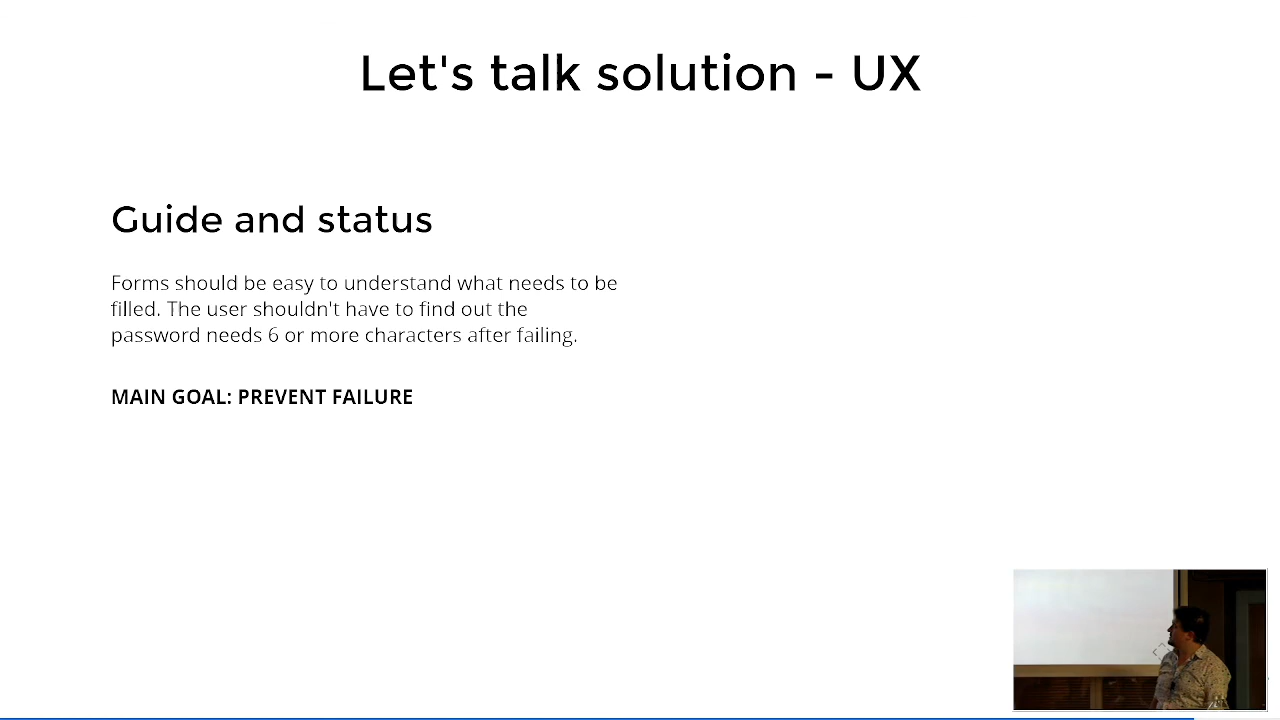 Let's talk solution - UX
Guide and status
Forms should be easy to understand what needs to be
filled. The user shouldn't have to find out the
password needs 6 or more characters after failing.
MAIN GOAL: PREVENT FAILURE